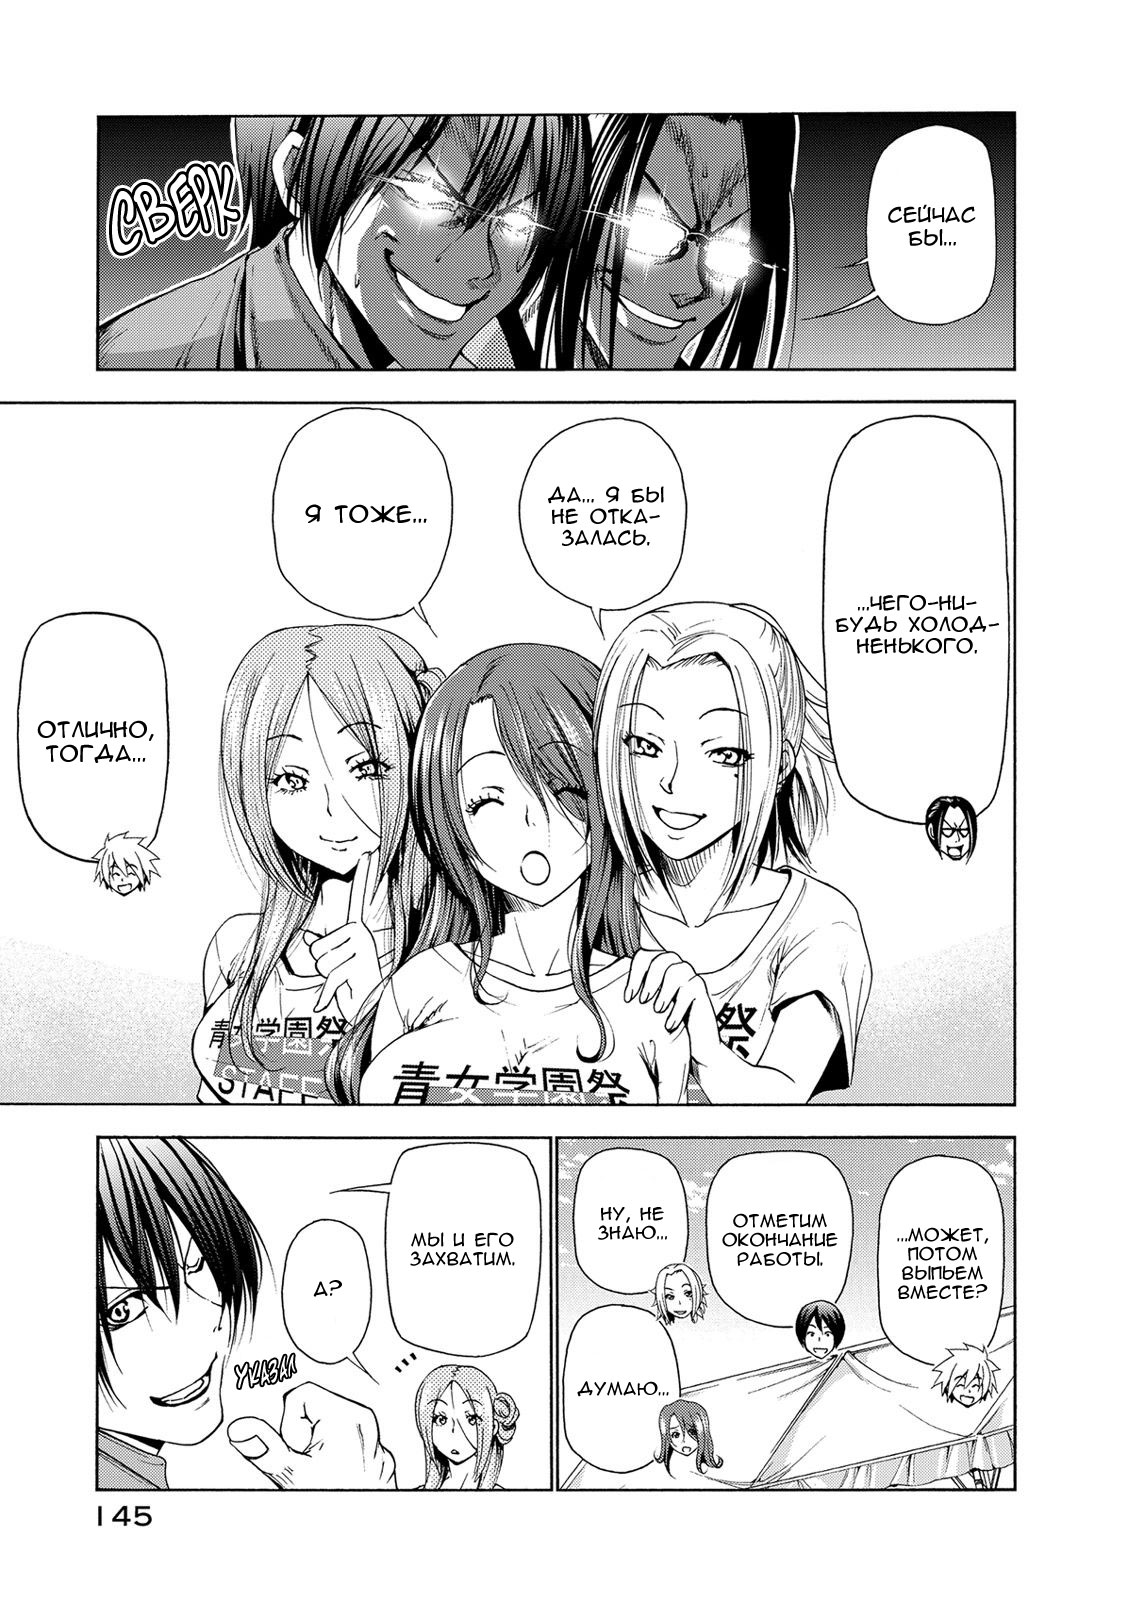 СЕЙЧАС
БЫ...
СВЕРК
...ЧЕГО-НИ-
БУДЬ ХОЛОД-
НЕНЬКОГО.
ДА... Я БЫ
НЕ ОТКА-
ЗАЛАСЬ.
Я ТОЖЕ...
ОТЛИЧНО,
ТОГДА...
青女学園祭
STAFF
青女学園祭
祭
...МОЖЕТ,
ПОТОМ
ВЫПЬЕМ
ВМЕСТЕ?
ОТМЕТИМ
ОКОНЧАНИЕ
РАБОТЫ.
НУ, НЕ
ЗНАЮ...
ДУМАЮ...
МЫ И ЕГО
ЗАХВАТИМ.
А?
УКАЗАЛ
145